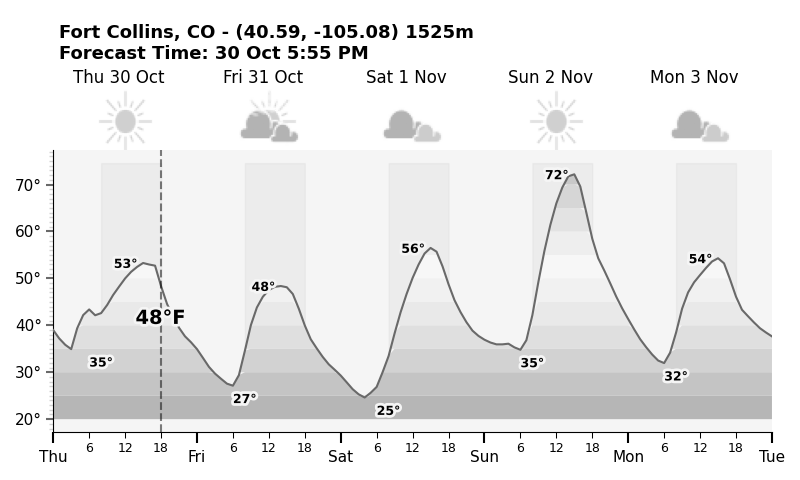 Fort Collins, CO - (40.59, -105.08) 1525m
Forecast Time: 30 Oct 5:55 PM
Thu 30 Oct Fri 31 Oct Sat 1 Nov Sun 2 Nov Mon 3 Nov
70°
60°
50°
40°
30°
20°
53°
48°F
35°
48°
27°
56°
25°
72°
35°
54°
32°
6 12 18 6 12 18 6 12 18 6 12 18 6 12 18
Thu Fri Sat Sun Mon Tue